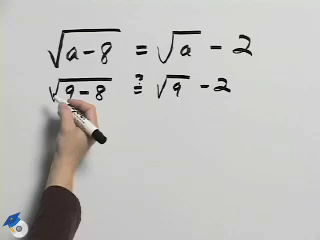 √(a-8) = √a - 2
√(9-8) ≟ √9 - 2